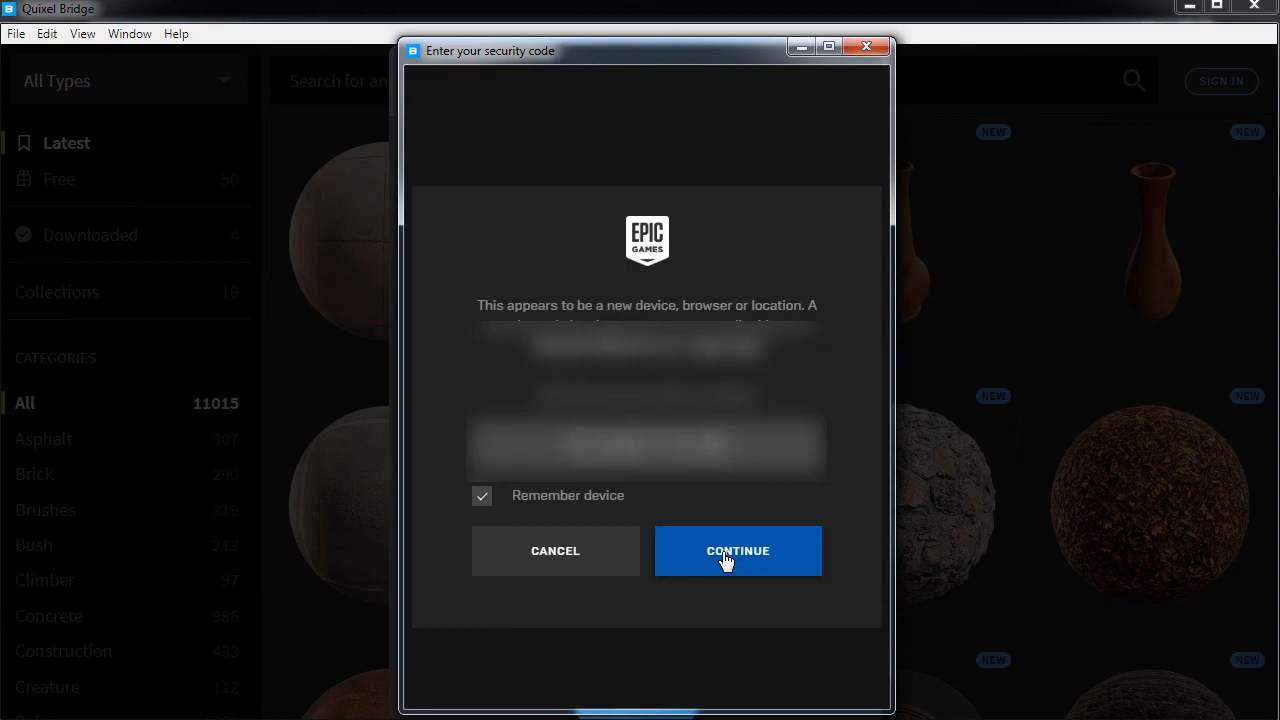 Quixel Bridge
File Edit View Window Help
Enter your security code
All Types
Search for an
SIGN IN
Latest
NEW
NEW
Free 50
Downloaded 4
Collections 19
EPIC
GAMES
This appears to be a new device, browser or location. A
CATEGORIES
All 11015
NEW
NEW
Asphalt 307
Brick 290
Brushes 319
Remember device
Bush 213
CANCEL
CONTINUE
Climber 97
Concrete 986
Construction 433
NEW
NEW
Creature 112